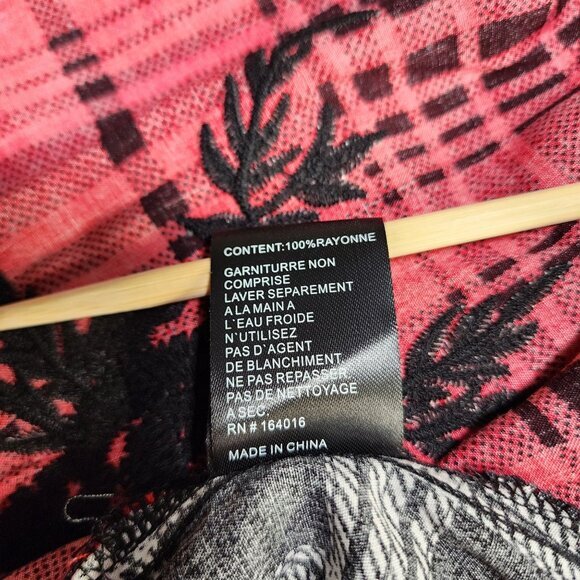 CONTENT:100%RAYONNE
GARNITURRE NON
COMPRISE
LAVER SEPAREMENT
A LA MAIN A
L`EAU FROIDE
N`UTILISEZ
PAS D`AGENT
DE BLANCHIMENT
NE PAS REPASSER.
PAS DE NETTOYAGE
A SEC.
RN # 164016
MADE IN CHINA